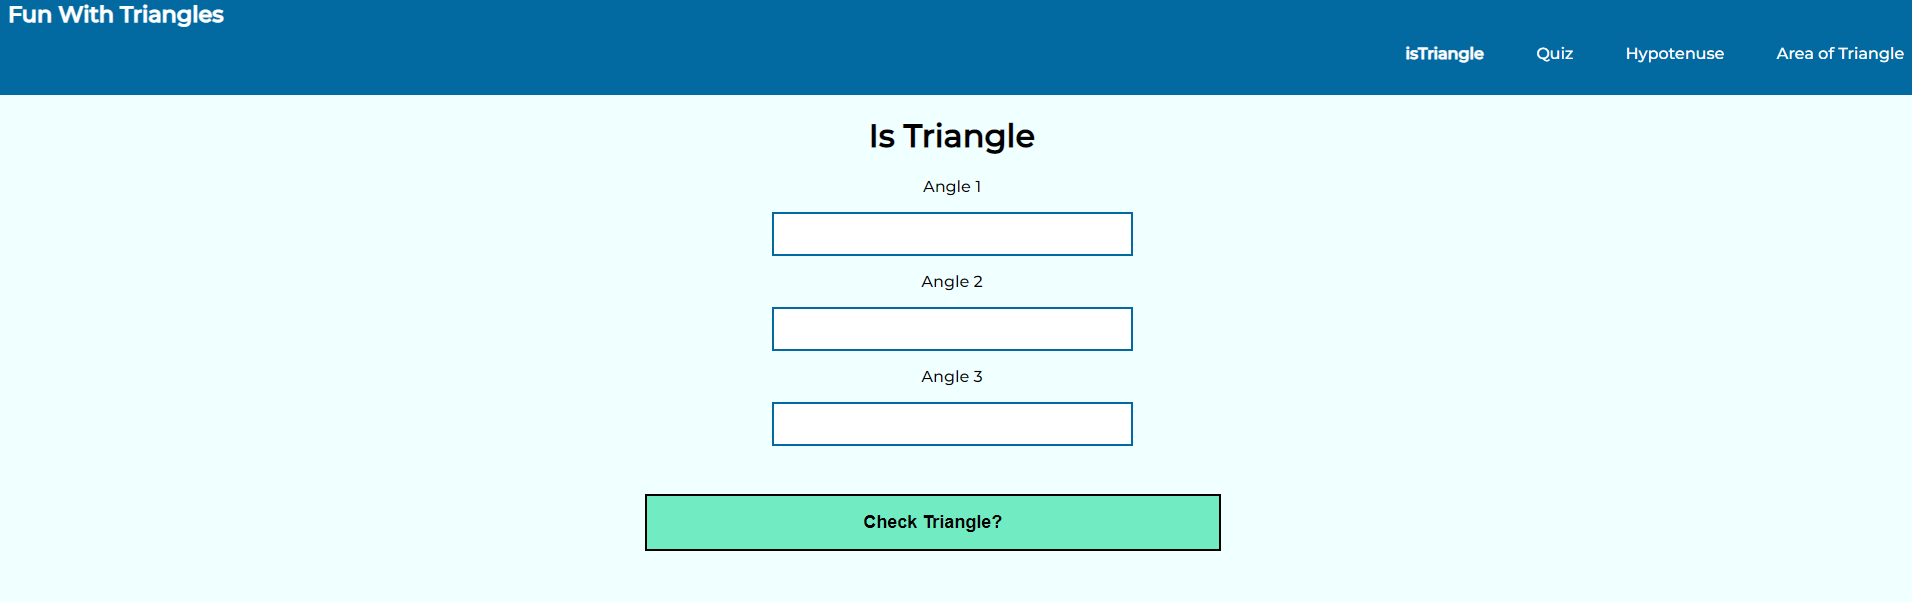 Fun With Triangles
isTriangle Quiz Hypotenuse Area of Triangle
Is Triangle
Angle 1
Angle 2
Angle 3
Check Triangle?